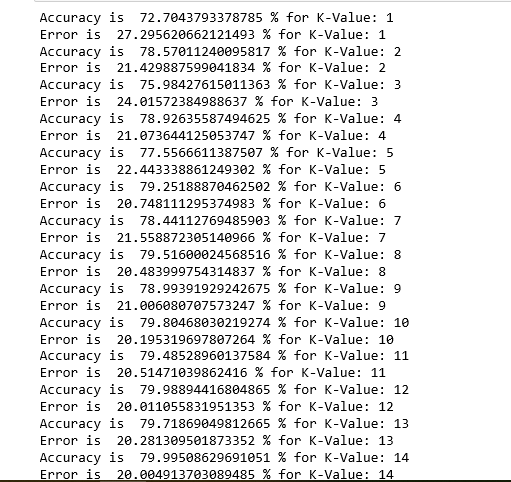 Accuracy is  72.7043793378785 % for K-Value: 1
Error is  27.295620662121493 % for K-Value: 1
Accuracy is  78.57011240095817 % for K-Value: 2
Error is  21.429887599041834 % for K-Value: 2
Accuracy is  75.98427615011363 % for K-Value: 3
Error is  24.01572384988637 % for K-Value: 3
Accuracy is  78.92635587494625 % for K-Value: 4
Error is  21.073644125053747 % for K-Value: 4
Accuracy is  77.5566611387507 % for K-Value: 5
Error is  22.443338861249302 % for K-Value: 5
Accuracy is  79.25188870462502 % for K-Value: 6
Error is  20.748111295374983 % for K-Value: 6
Accuracy is  78.44112769485903 % for K-Value: 7
Error is  21.558872305140966 % for K-Value: 7
Accuracy is  79.51600024568516 % for K-Value: 8
Error is  20.483999754314837 % for K-Value: 8
Accuracy is  78.99391929242675 % for K-Value: 9
Error is  21.006080707573247 % for K-Value: 9
Accuracy is  79.80468030219274 % for K-Value: 10
Error is  20.195319697807264 % for K-Value: 10
Accuracy is  79.48528960137584 % for K-Value: 11
Error is  20.51471039862416 % for K-Value: 11
Accuracy is  79.98894416804865 % for K-Value: 12
Error is  20.011055831951353 % for K-Value: 12
Accuracy is  79.71869049812665 % for K-Value: 13
Error is  20.281309501873352 % for K-Value: 13
Accuracy is  79.99508629691051 % for K-Value: 14
Error is  20.004913703089485 % for K-Value: 14